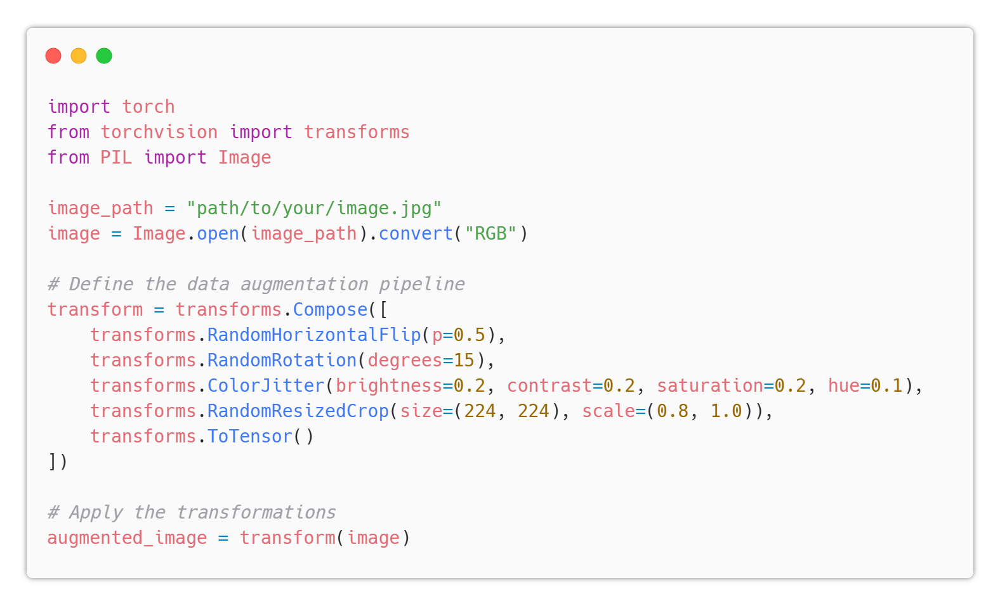 import torch
from torchvision import transforms
from PIL import Image

image_path = "path/to/your/image.jpg"
image = Image.open(image_path).convert("RGB")

# Define the data augmentation pipeline
transform = transforms.Compose([
    transforms.RandomHorizontalFlip(p=0.5),
    transforms.RandomRotation(degrees=15),
    transforms.ColorJitter(brightness=0.2, contrast=0.2, saturation=0.2, hue=0.1),
    transforms.RandomResizedCrop(size=(224, 224), scale=(0.8, 1.0)),
    transforms.ToTensor()
])

# Apply the transformations
augmented_image = transform(image)